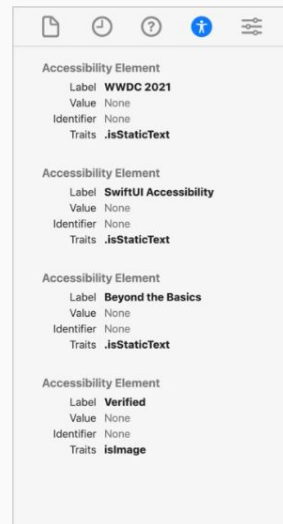 Accessibility Element
Label WWDC 2021
Value None
Identifier None
Traits .isStaticText
Accessibility Element
Label SwiftUI Accessibility
Value None
Identifier None
Traits .isStaticText
Accessibility Element
Label Beyond the Basics
Value None
Identifier None
Traits .isStaticText
Accessibility Element
Label Verified
Value None
Identifier None
Traits isImage